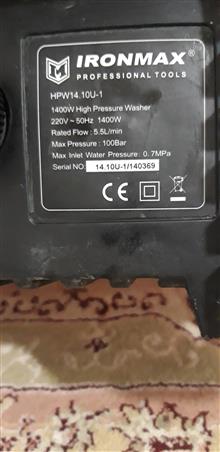 IRONMAX®
PROFESSIONAL TOOLS
HPW14.10U-1
1400W High Pressure Washer
220V ~ 50Hz 1400W
Rated Flow : 5.5L/min
Max Pressure : 100Bar
Max Inlet Water Pressure : 0.7MPa
Serial NO: 14.10U-1/140369
CE